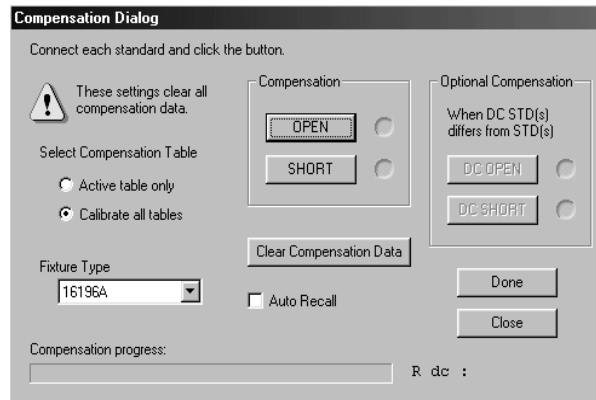 Compensation Dialog
Connect each standard and click the button.
These settings clear all
compensation data.
Select Compensation Table
Active table only
Calibrate all tables
Fixture Type
16196A
Compensation
OPEN
SHORT
Clear Compensation Data
Auto Recall
Optional Compensation
When DC STD(s)
differs from STD(s)
DC OPEN
DC SHORT
Done
Close
Compensation progress:
R dc :